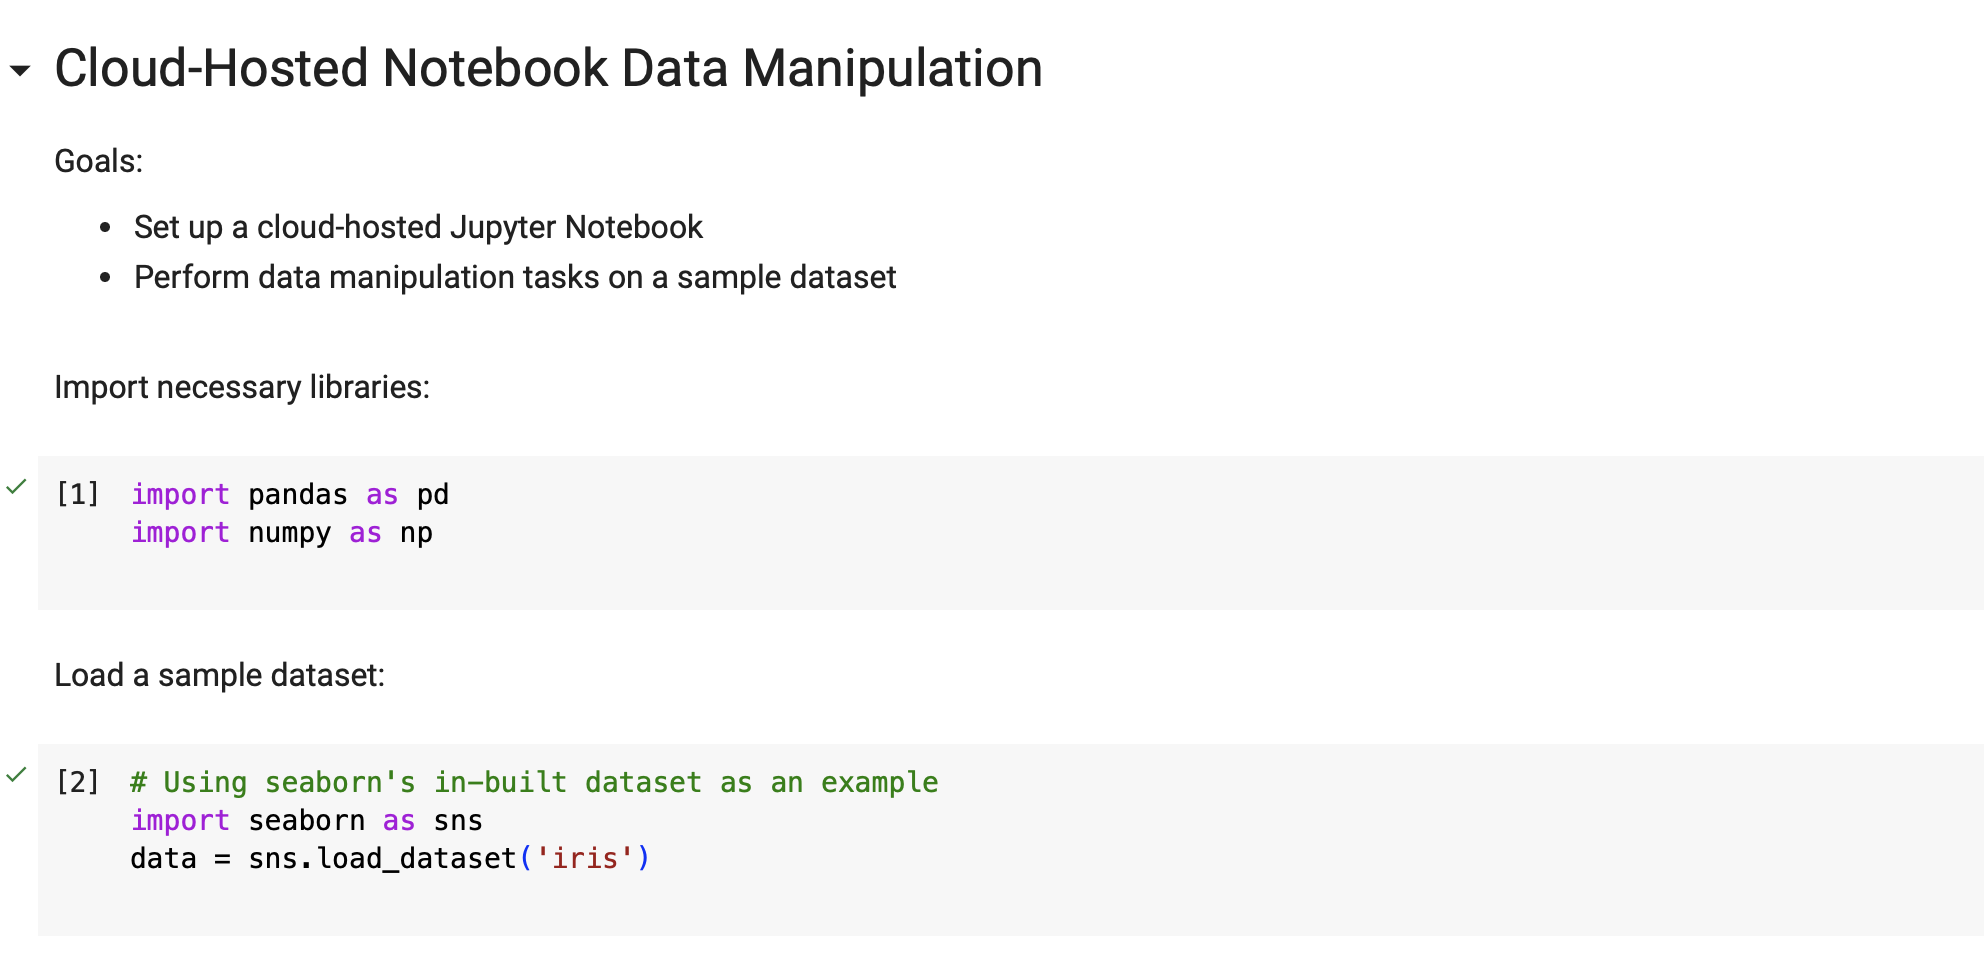 Cloud-Hosted Notebook Data Manipulation
Goals:
• Set up a cloud-hosted Jupyter Notebook
• Perform data manipulation tasks on a sample dataset
Import necessary libraries:
[1] import pandas as pd
import numpy as np
Load a sample dataset:
[2] # Using seaborn's in-built dataset as an example
import seaborn as sns
data = sns.load_dataset('iris')